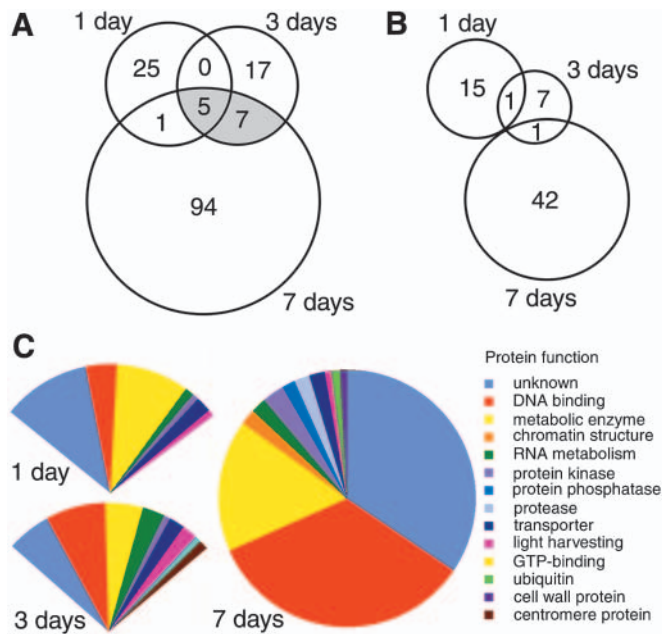 A
1 day
3 days
25
0
17
5
1
7
94
7 days
B
1 day
3 days
15
1
7
1
42
7 days
C
1 day
3 days
7 days
Protein function
unknown
DNA binding
metabolic enzyme
chromatin structure
RNA metabolism
protein kinase
protein phosphatase
protease
transporter
light harvesting
GTP-binding
ubiquitin
cell wall protein
centromere protein